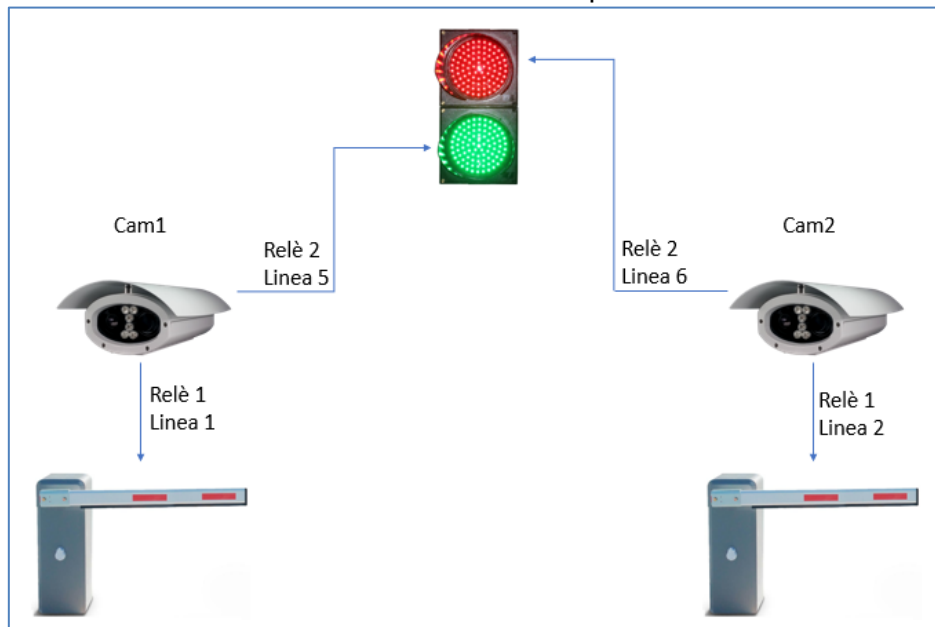 Cam1
Cam2
Relè 2
Linea 5
Relè 2
Linea 6
Relè 1
Linea 1
Relè 1
Linea 2